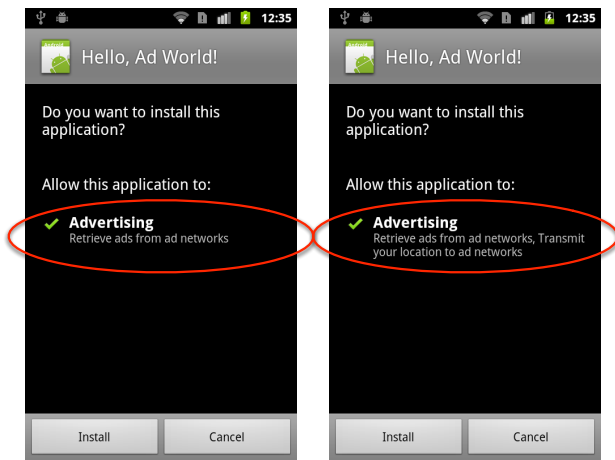 12:35
Android
Hello, Ad World!
Do you want to install this
application?
Allow this application to:
Advertising
Retrieve ads from ad networks
Install
Cancel
12:35
Android
Hello, Ad World!
Do you want to install this
application?
Allow this application to:
Advertising
Retrieve ads from ad networks, Transmit
your location to ad networks
Install
Cancel